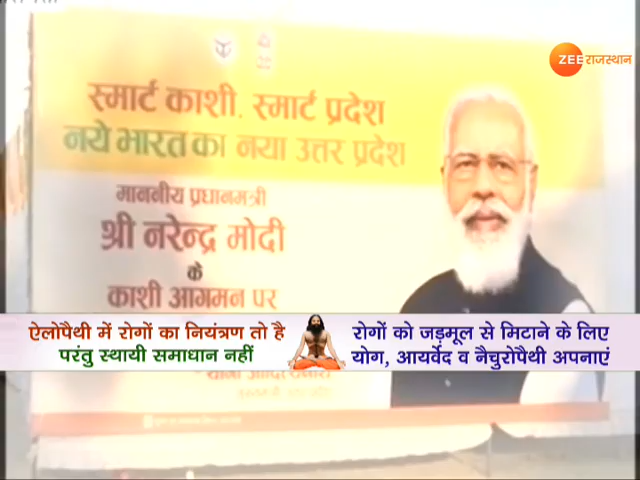 ZEE राजस्थान
स्मार्ट काशी, स्मार्ट प्रदेश
नये भारत का नया उत्तर प्रदेश
माननीय प्रधानमंत्री
श्री नरेन्द्र मोदी
के
काशी आगमन पर
ऐलोपैथी में रोगों का नियंत्रण तो है
परंतु स्थायी समाधान नहीं
रोगों को जड़मूल से मिटाने के लिए
योग, आयर्वेद व नैचुरोपैथी अपनाएं